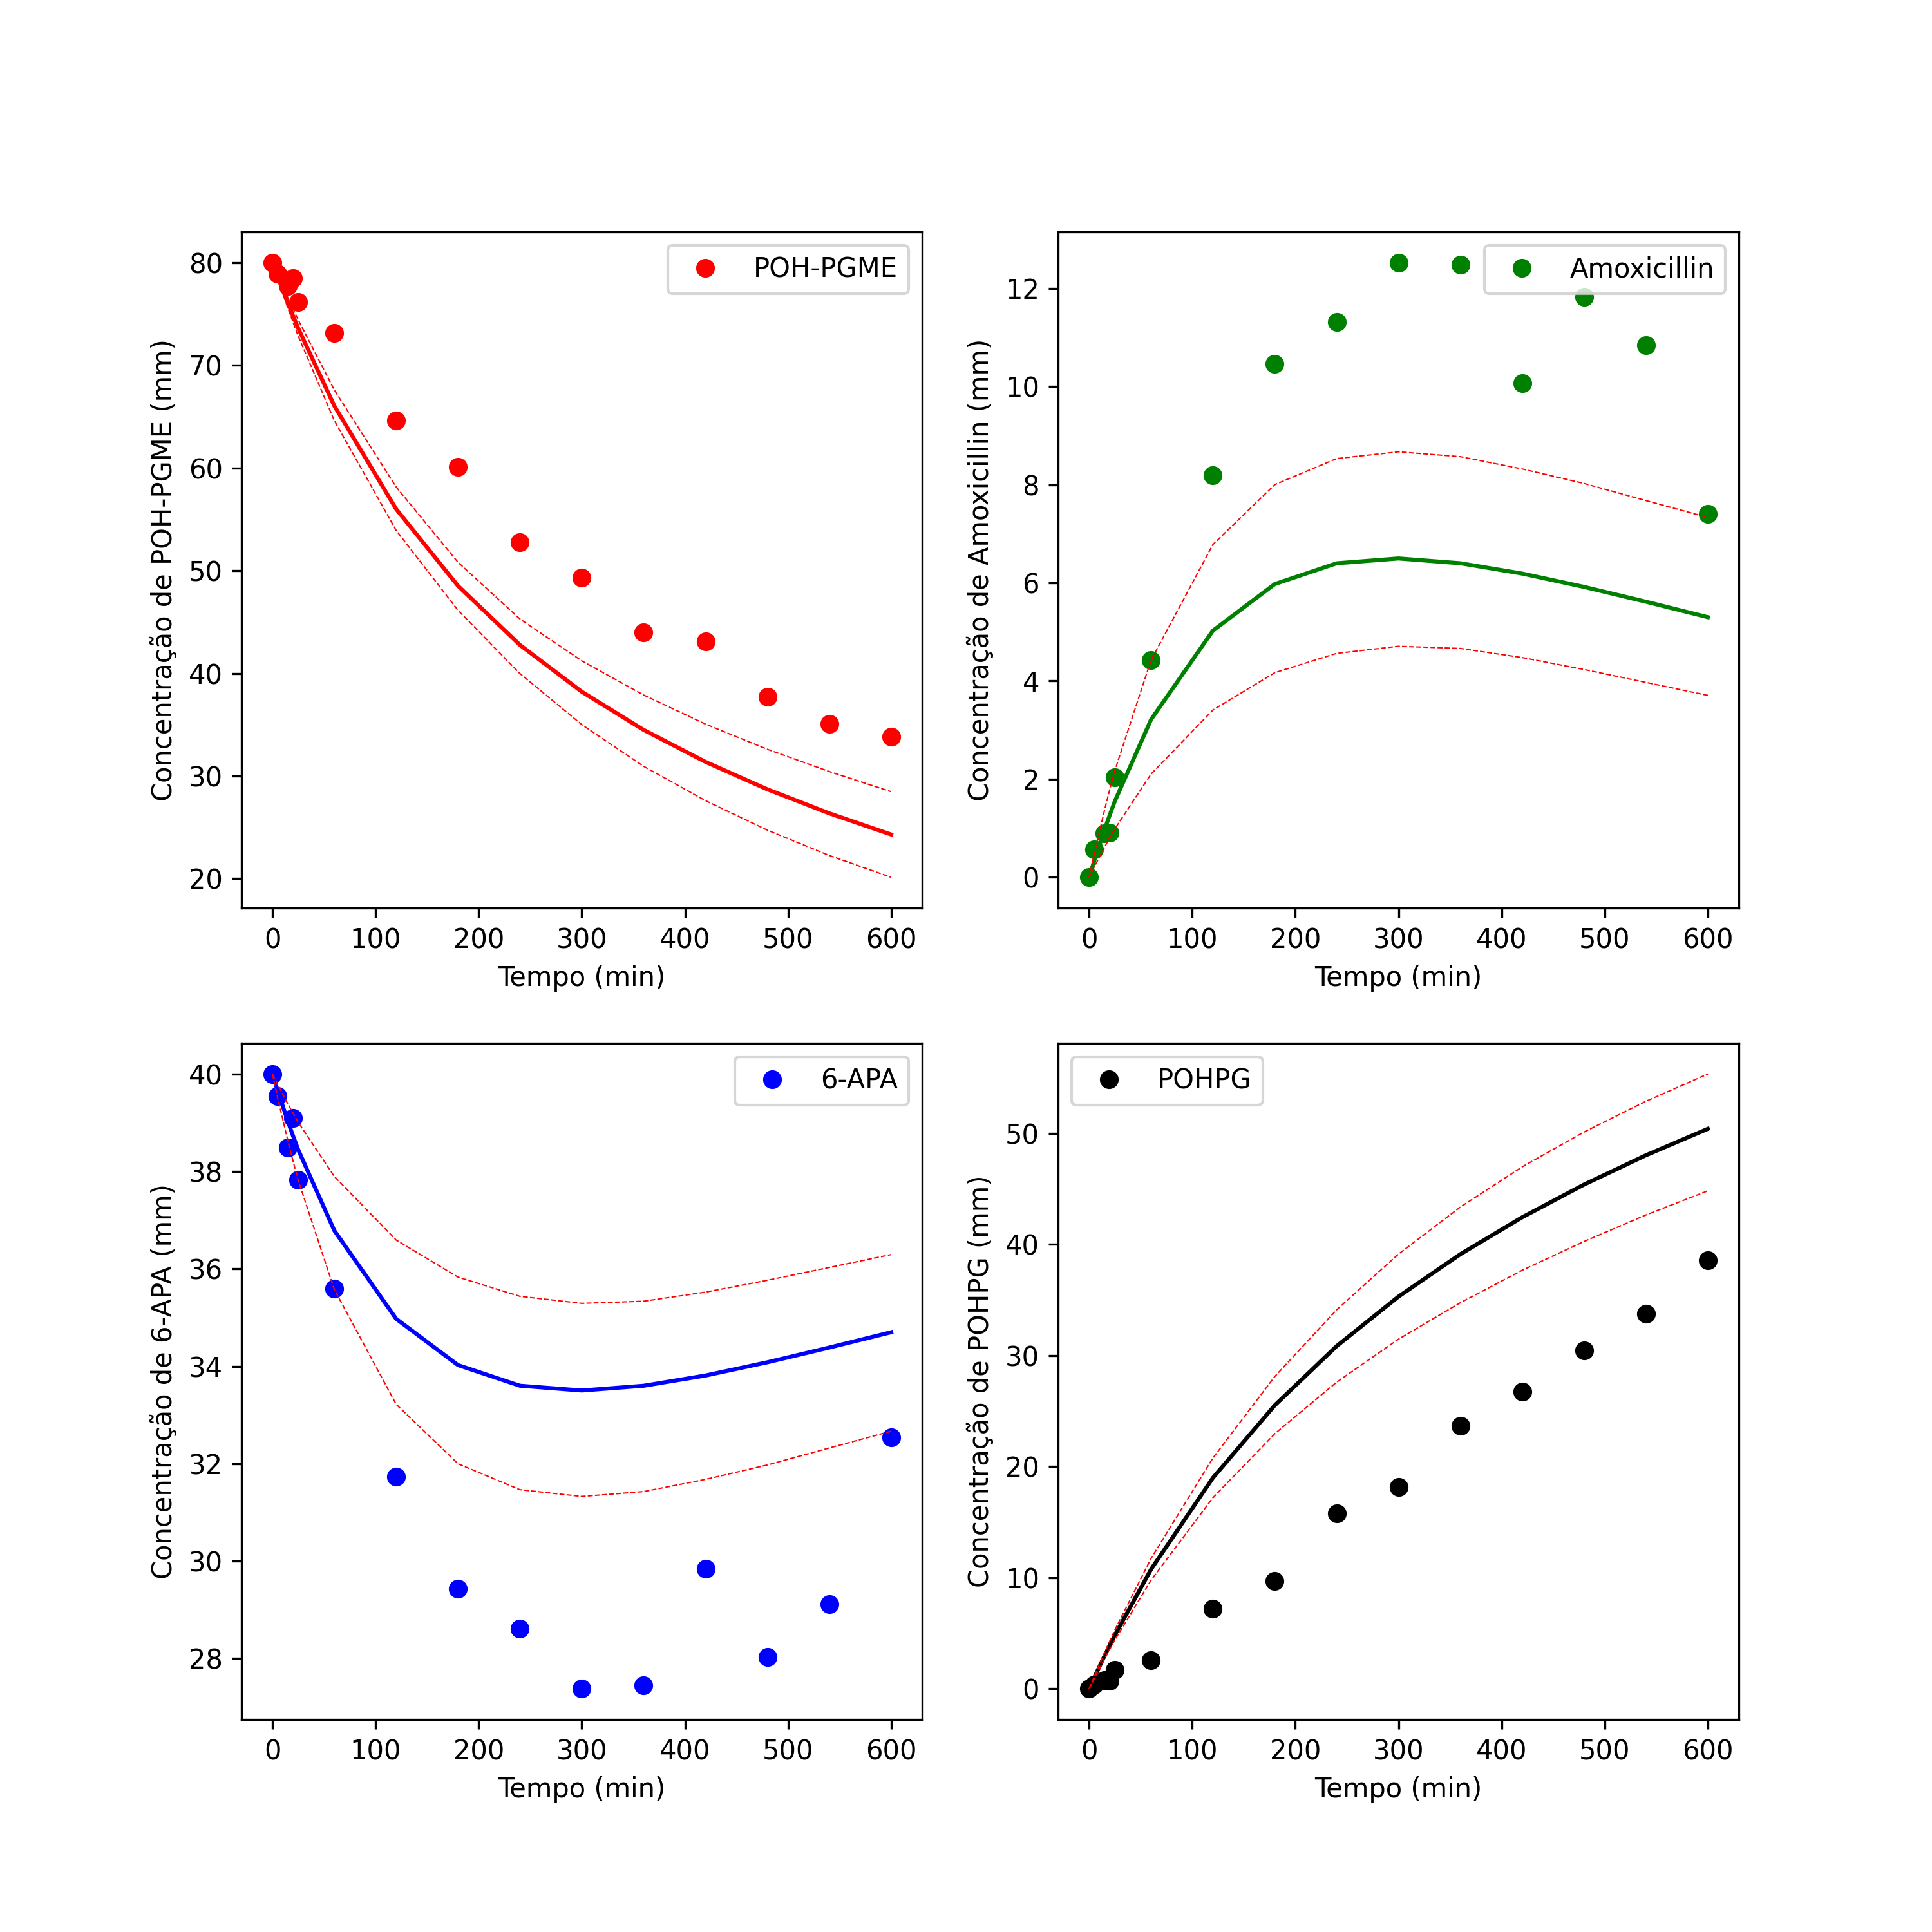 POH-PGME
80
70
60
50
40
30
20
Concentração de POH-PGME (mm)
0 100 200 300 400 500 600
Tempo (min)
Amoxicillin
12
10
8
6
4
2
0
Concentração de Amoxicillin (mm)
0 100 200 300 400 500 600
Tempo (min)
6-APA
40
38
36
34
32
30
28
Concentração de 6-APA (mm)
0 100 200 300 400 500 600
Tempo (min)
POHPG
50
40
30
20
10
0
Concentração de POHPG (mm)
0 100 200 300 400 500 600
Tempo (min)